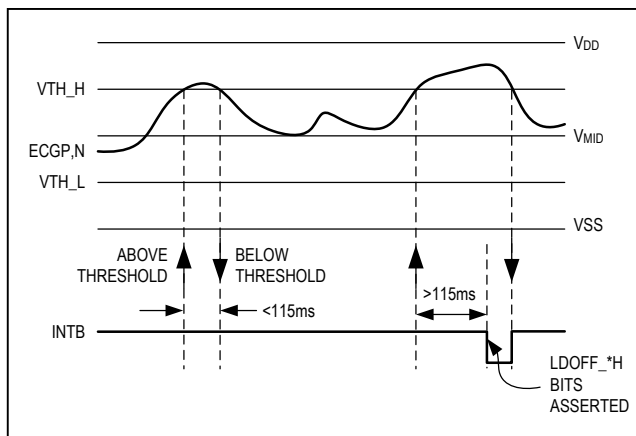 VDD
VTH_H
VMID
ECGP,N
VTH_L
VSS
ABOVE
THRESHOLD
BELOW
THRESHOLD
<115ms
>115ms
INTB
LDOFF_*H
BITS
ASSERTED